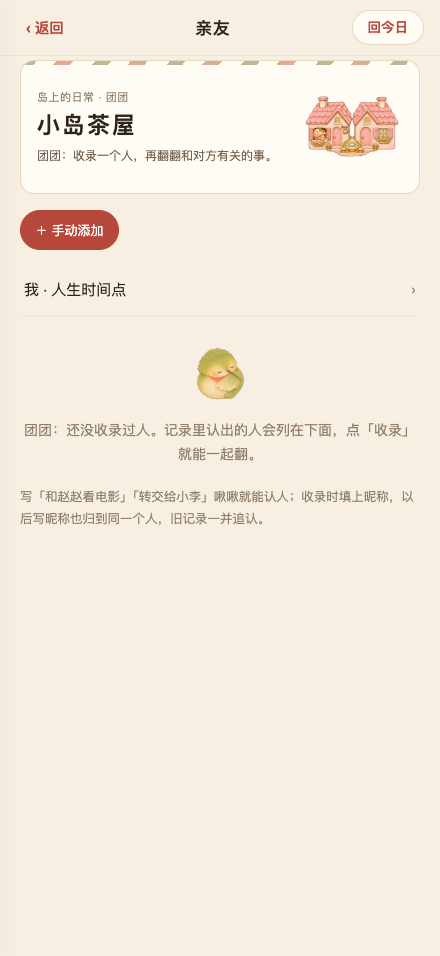 ‹ 返回
亲友
回今日
岛上的日常 · 团团
小岛茶屋
团团：收录一个人，再翻翻和对方有关的事。
＋ 手动添加
我 · 人生时间点 ›
团团：还没收录过人。记录里认出的人会列在下面，点「收录」
就能一起翻。
写「和赵赵看电影」「转交给小李」啾啾就能认人；收录时填上昵称，以
后写昵称也归到同一个人，旧记录一并追认。